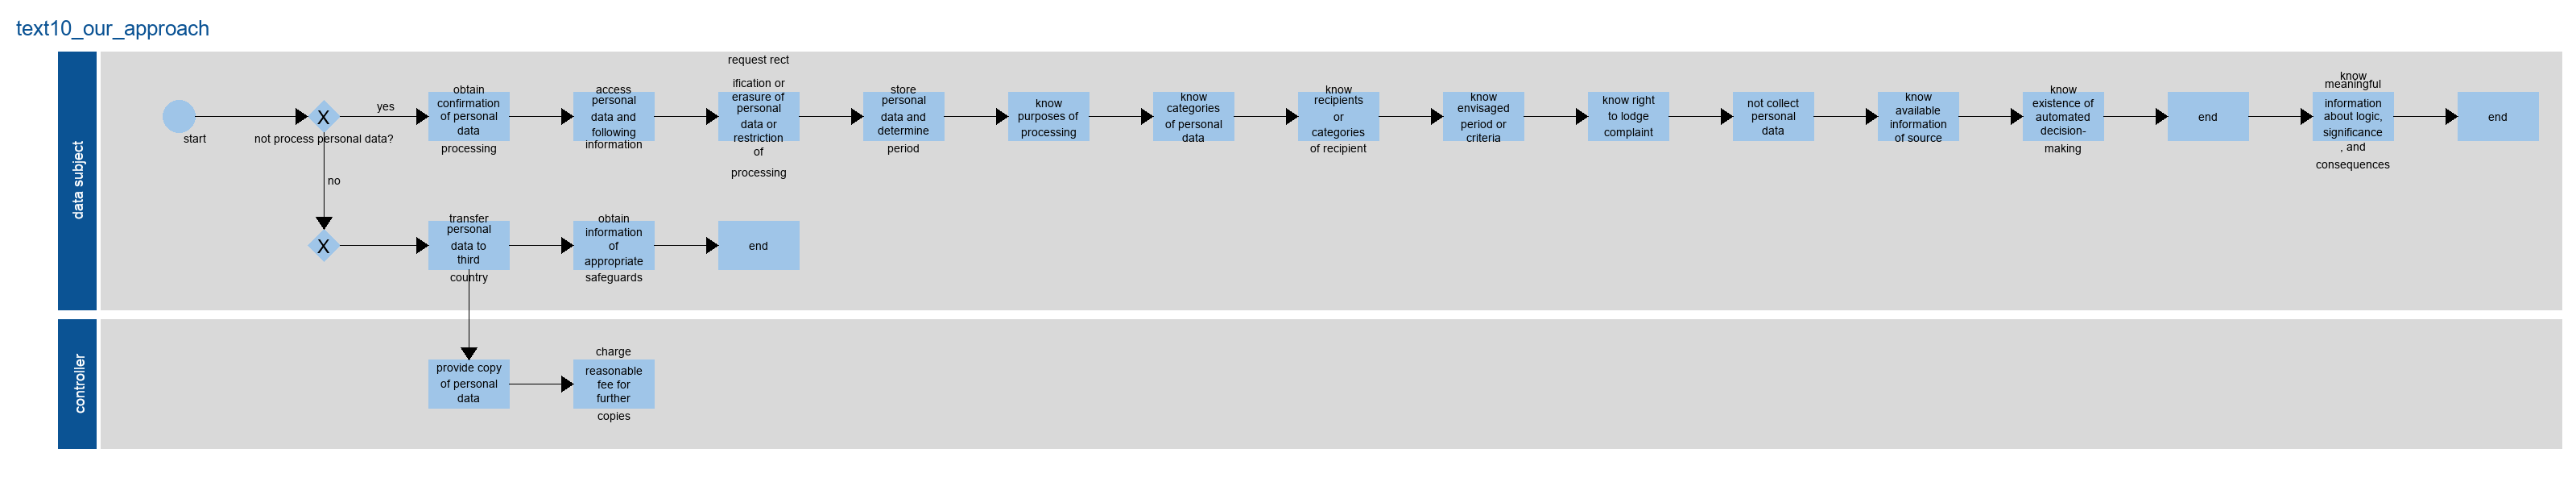 text10_our_approach
data subject
start
X
not process personal data?
yes
no
obtain
confirmation
of personal
data
processing
access
personal
data and
following
information
request rect
ification or
erasure of
personal
data or
restriction
of
processing
store
personal
data and
determine
period
know
purposes of
processing
know
categories
of personal
data
know
recipients
or
categories
of recipient
know
envisaged
period or
criteria
know right
to lodge
complaint
not collect
personal
data
know
available
information
of source
know
existence of
automated
decision-
making
end
know
meaningful
information
about logic,
significance
, and
consequences
end
X
transfer
personal
data to
third
country
obtain
information
of
appropriate
safeguards
end
controller
provide copy
of personal
data
charge
reasonable
fee for
further
copies